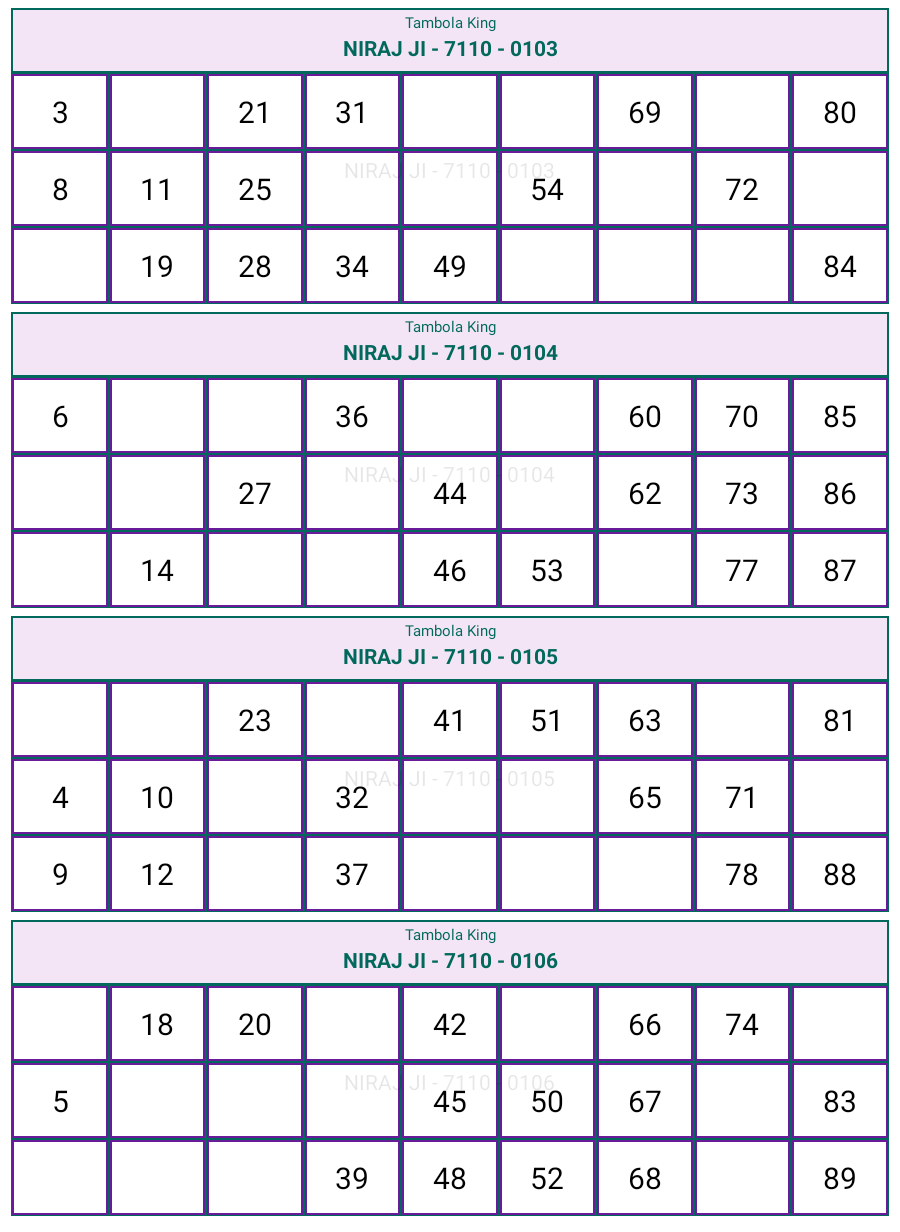 Tambola King
NIRAJ JI - 7110 - 0103
3 21 31 69 80
NIRAJ JI - 7110 - 0103
8 11 25 54 72
19 28 34 49 84
Tambola King
NIRAJ JI - 7110 - 0104
6 36 60 70 85
NIRAJ JI - 7110 - 0104
27 44 62 73 86
14 46 53 77 87
Tambola King
NIRAJ JI - 7110 - 0105
23 41 51 63 81
NIRAJ JI - 7110 - 0105
4 10 32 65 71
9 12 37 78 88
Tambola King
NIRAJ JI - 7110 - 0106
18 20 42 66 74
NIRAJ JI - 7110 - 0106
5 45 50 67 83
39 48 52 68 89